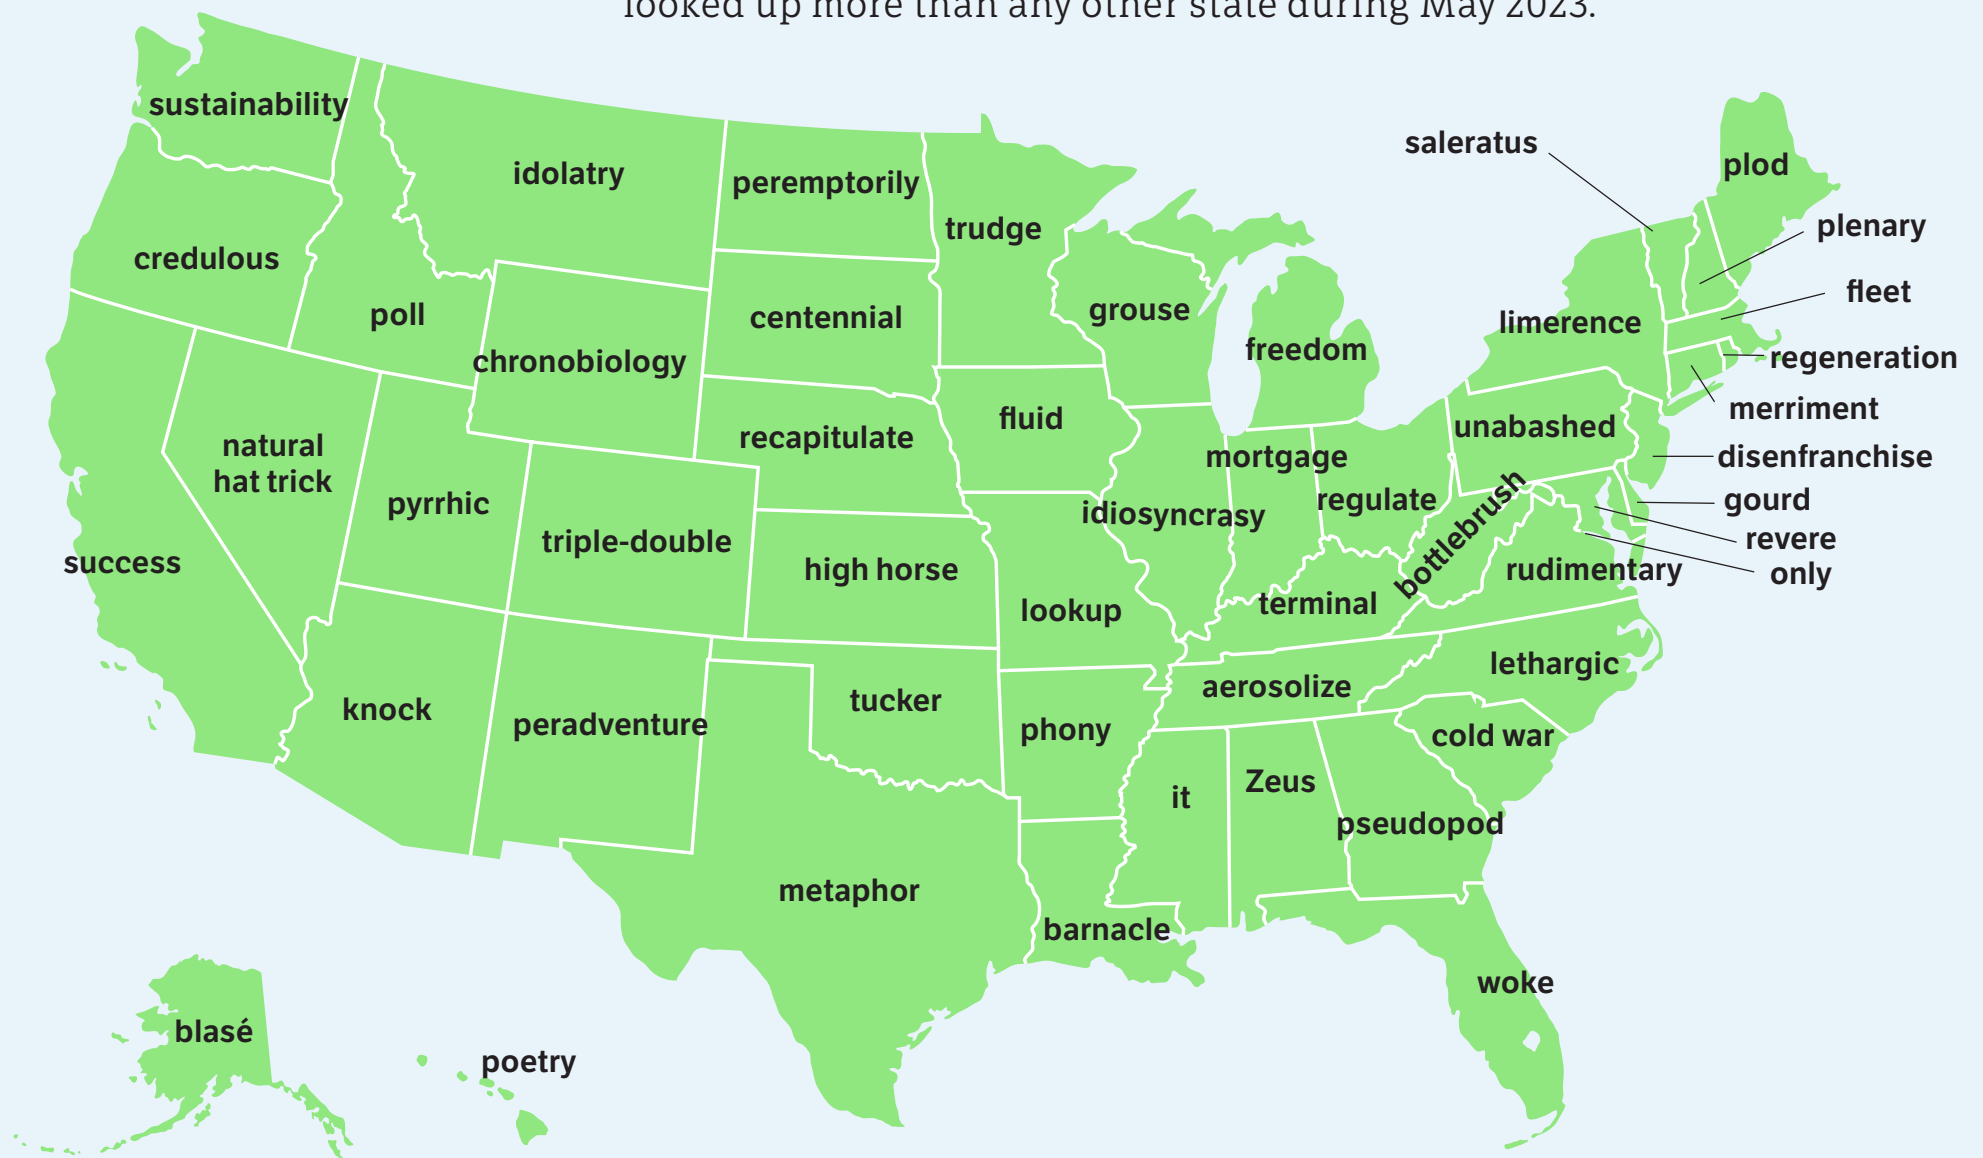 looked up more than any other state during May 2023.
sustainability
saleratus
plod
idolatry
peremptorily
trudge
plenary
credulous
fleet
poll
centennial
grouse
limerence
freedom
regeneration
chronobiology
merriment
fluid
unabashed
recapitulate
natural
hat trick
mortgage
disenfranchise
pyrrhic
regulate
gourd
idiosyncrasy
bottlebrush
revere
triple-double
success
high horse
rudimentary
only
lookup
terminal
lethargic
knock
tucker
aerosolize
peradventure
phony
cold war
it
Zeus
pseudopod
metaphor
barnacle
woke
blasé
poetry